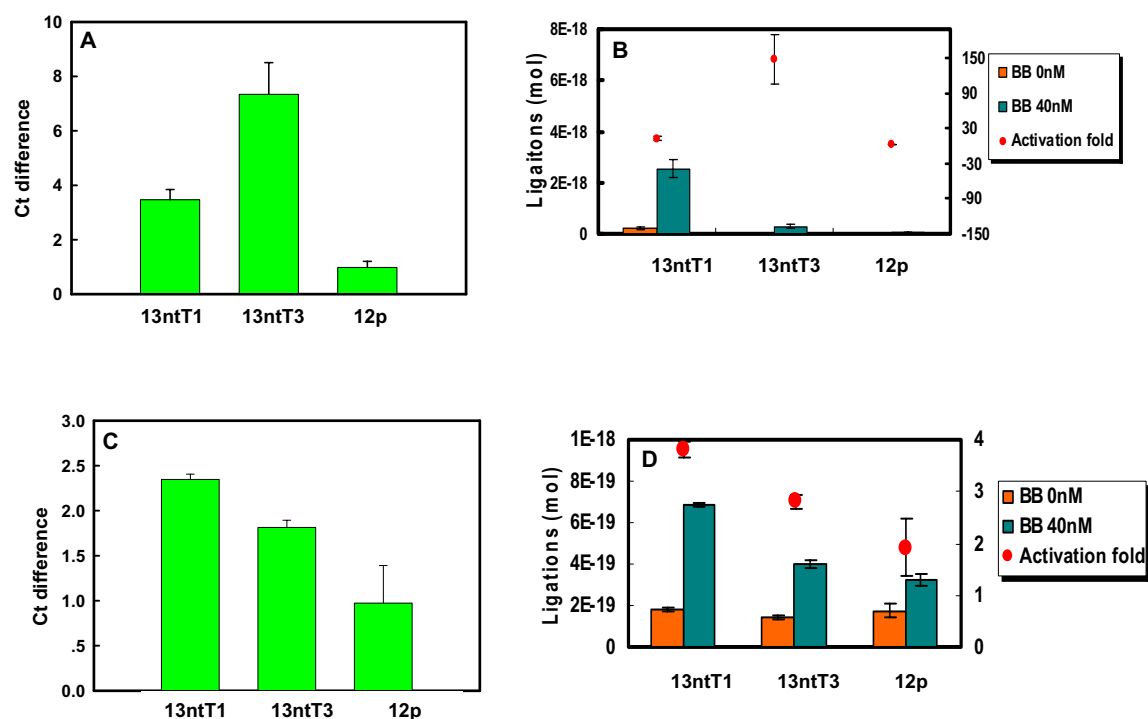 A
Ct difference
10
8
6
4
2
0
13ntT1 13ntT3 12p
B
Ligaitons (mol)
8E-18
6E-18
4E-18
2E-18
0
150
90
30
-30
-90
-150
13ntT1 13ntT3 12p
BB 0nM
BB 40nM
Activation fold
C
Ct difference
3.0
2.5
2.0
1.5
1.0
.5
0.0
13ntT1 13ntT3 12p
D
Ligations (mol)
1E-18
8E-19
6E-19
4E-19
2E-19
0
4
3
2
1
0
13ntT1 13ntT3 12p
BB 0nM
BB 40nM
Activation fold